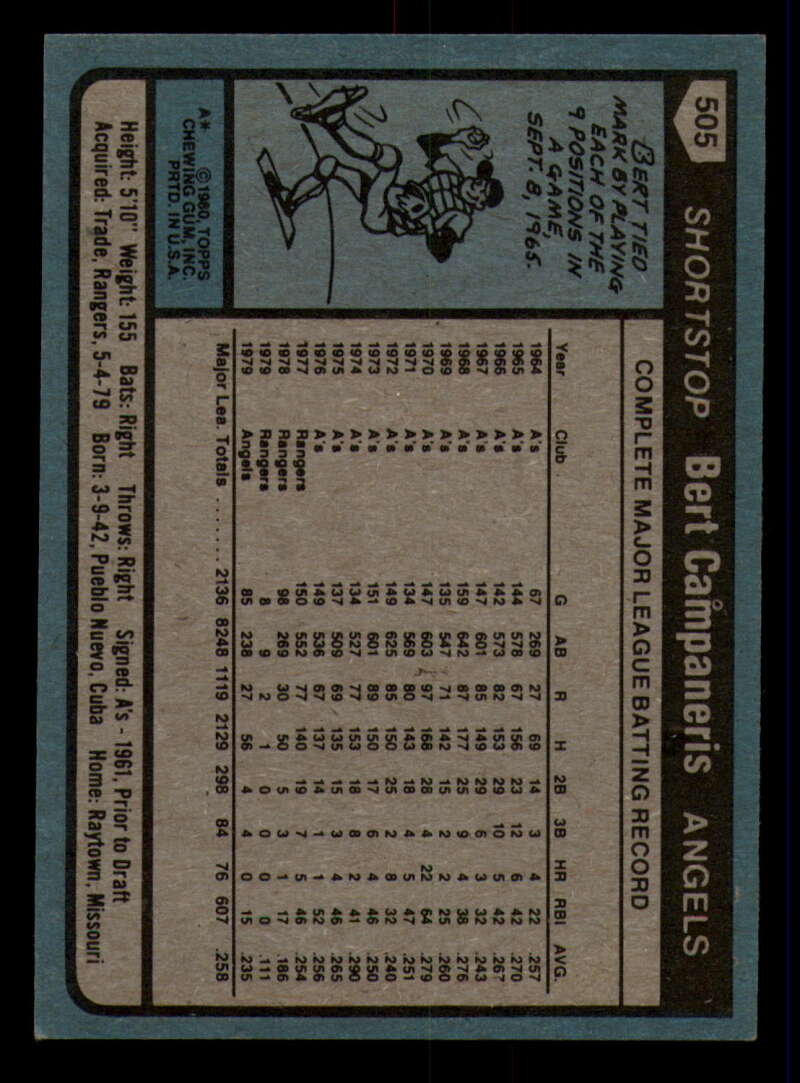 505
SHORTSTOP Bert Campaneris ANGELS
BERT TIED
MARK BY PLAYING
EACH OF THE
9 POSITIONS IN
A GAME,
SEPT. 8, 1965.
A* ©1980, TOPPS
CHEWING GUM, INC.
PRTD. IN U.S.A.
COMPLETE MAJOR LEAGUE BATTING RECORD
Year Club G AB R H 2B 3B HR RBI AVG.
1964 A's 67 269 27 69 14 3 4 22 .257
1965 A's 144 578 67 156 23 12 6 42 .270
1966 A's 142 573 82 153 29 10 5 42 .267
1967 A's 147 601 85 149 29 6 3 32 .243
1968 A's 159 642 87 177 25 9 4 38 .276
1969 A's 135 547 71 142 15 2 2 25 .260
1970 A's 147 603 97 168 28 4 22 64 .279
1971 A's 134 569 80 143 18 4 5 47 .251
1972 A's 149 625 85 150 25 2 8 32 .240
1973 A's 151 601 89 150 17 6 4 46 .250
1974 A's 134 527 77 153 18 8 2 41 .290
1975 A's 137 509 69 135 15 3 4 46 .265
1976 A's 149 536 67 137 14 1 1 52 .256
1977 Rangers 150 552 77 140 19 7 5 46 .254
1978 Rangers 98 269 30 50 5 3 1 17 .186
1979 Rangers 8 9 2 1 0 0 0 0 .111
1979 Angels 85 238 27 56 4 4 0 15 .235
Major Lea. Totals ........ 2136 8248 1119 2129 298 84 76 607 .258
Height: 5'10" Weight: 155 Bats: Right Throws: Right Signed: A's - 1961, Prior to Draft
Acquired: Trade, Rangers, 5-4-79 Born: 3-9-42, Pueblo Nuevo, Cuba Home: Raytown, Missouri